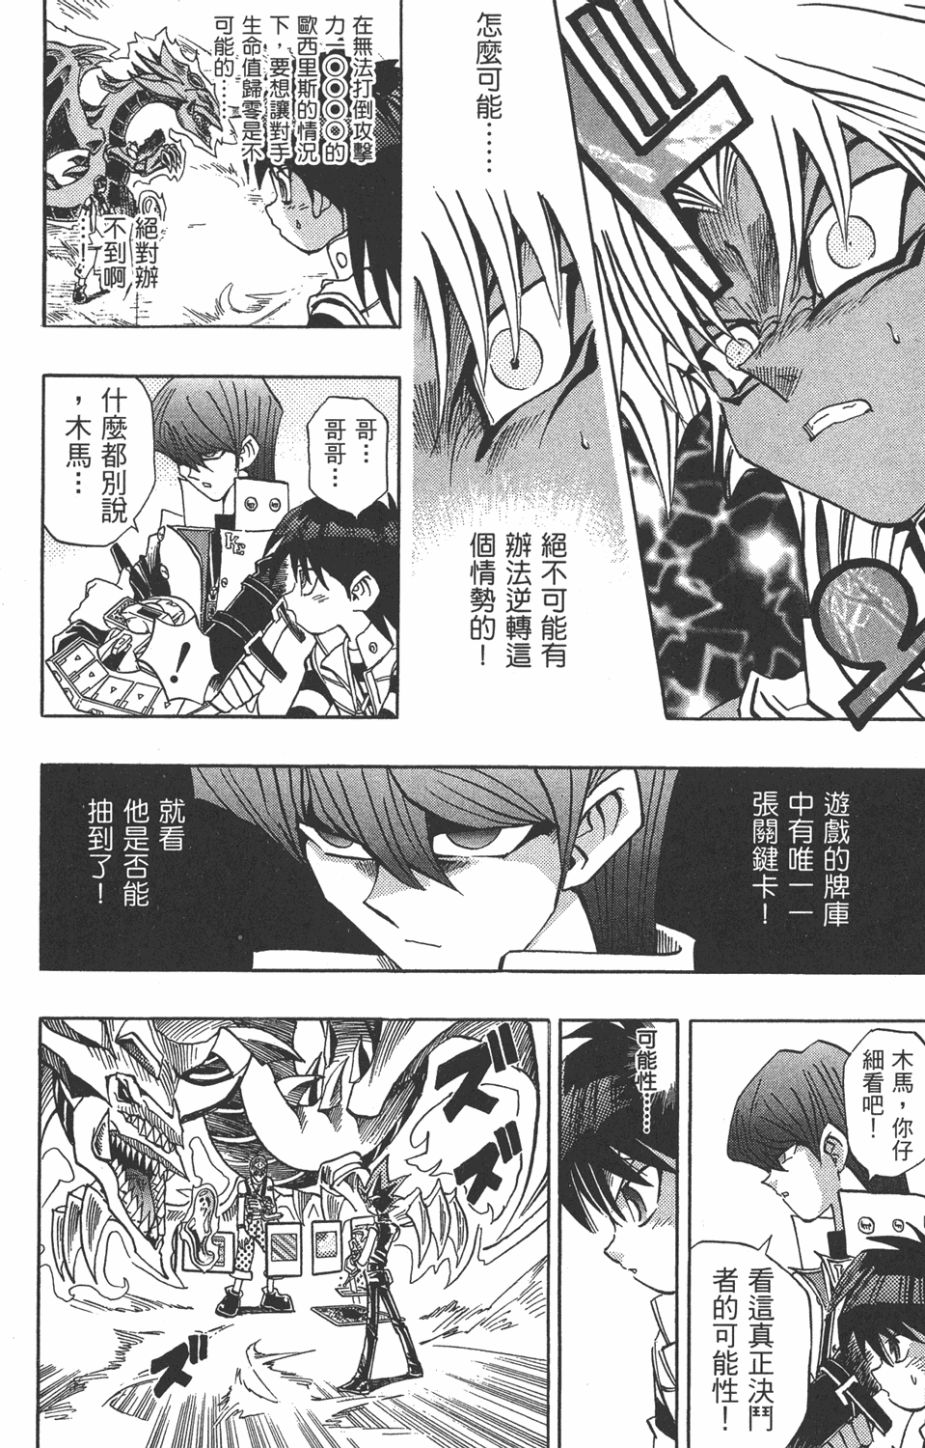 怎麼可能……
絕不可能有
辦法逆轉這
個情勢的！
在無法打倒攻擊
力一◎◎◎◎的
歐西里斯的情況
下，要想讓對手
生命值歸零是不
可能的……
絕對辦
不到啊
……
哥…
哥哥…
什麼都別說
，木馬…
KC
！
遊戲的牌庫
中有唯一一
張關鍵卡！
就看
他是否能
抽到了！
木馬，你仔
細看吧！
看這真正決鬥
者的可能性！
可能性……
ズズ
ズ